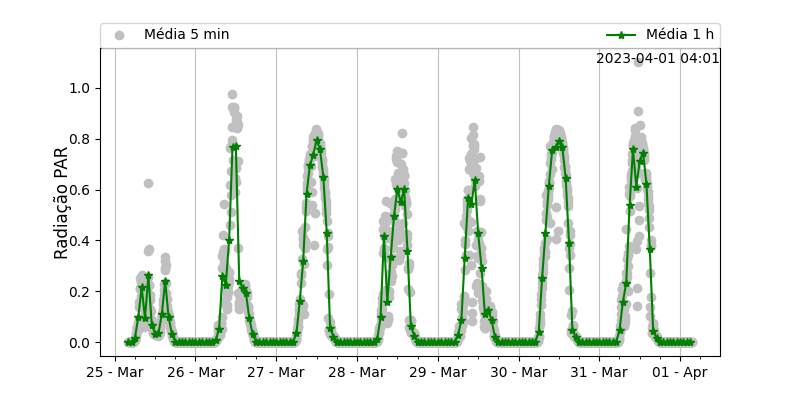 Média 5 min
Média 1 h
2023-04-01 04:01
Radiação PAR
1.0
0.8
0.6
0.4
0.2
0.0
25 - Mar
26 - Mar
27 - Mar
28 - Mar
29 - Mar
30 - Mar
31 - Mar
01 - Apr